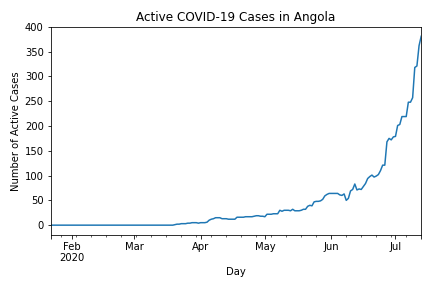 Active COVID-19 Cases in Angola
Number of Active Cases
400
350
300
250
200
150
100
50
0
Feb
2020
Mar
Apr
May
Jun
Jul
Day